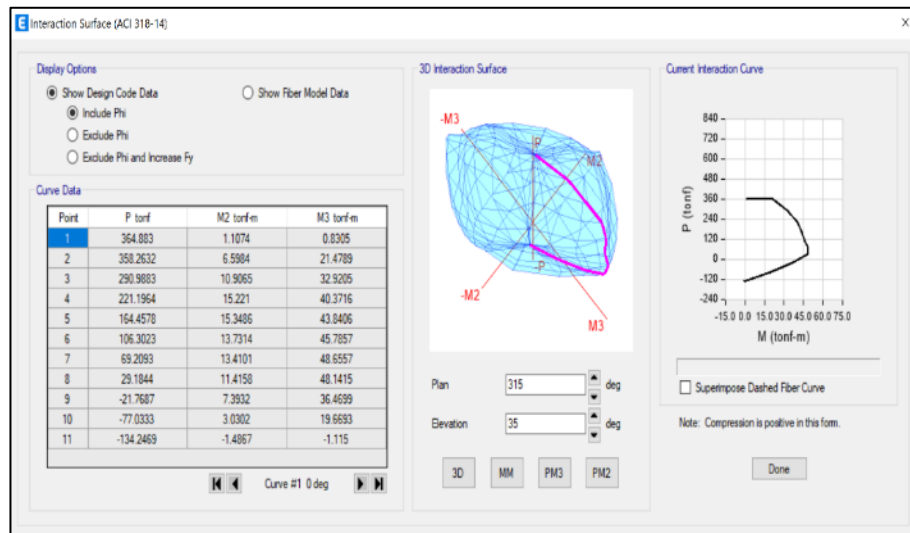 E Interaction Surface (ACI 318-14) X
Display Options
Show Design Code Data Show Fiber Model Data
Include Phi
Exclude Phi
Exclude Phi and Increase Fy
Curve Data
Point P tonf M2 tonf-m M3 tonf-m
1 364.883 1.1074 0.8305
2 358.2632 6.5984 21.4789
3 290.9883 10.9065 32.9205
4 221.1964 15.221 40.3716
5 164.4578 15.3486 43.8406
6 106.3023 13.7314 45.7857
7 69.2093 13.4101 48.6557
8 29.1844 11.4158 48.1415
9 -21.7687 7.3932 36.4699
10 -77.0333 3.0302 19.6693
11 -134.2469 -1.4867 -1.115
Curve #1 0 deg
3D Interaction Surface
-M3
P
M2
-P
-M2
M3
Plan 315 deg
Elevation 35 deg
3D MM PM3 PM2
Current Interaction Curve
840
720
600
480
360
240
120
0
-120
-240
P (tonf)
-15.0 0.0 15.0 30.0 45.0 60.0 75.0
M (tonf-m)
Superimpose Dashed Fiber Curve
Note: Compression is positive in this form.
Done